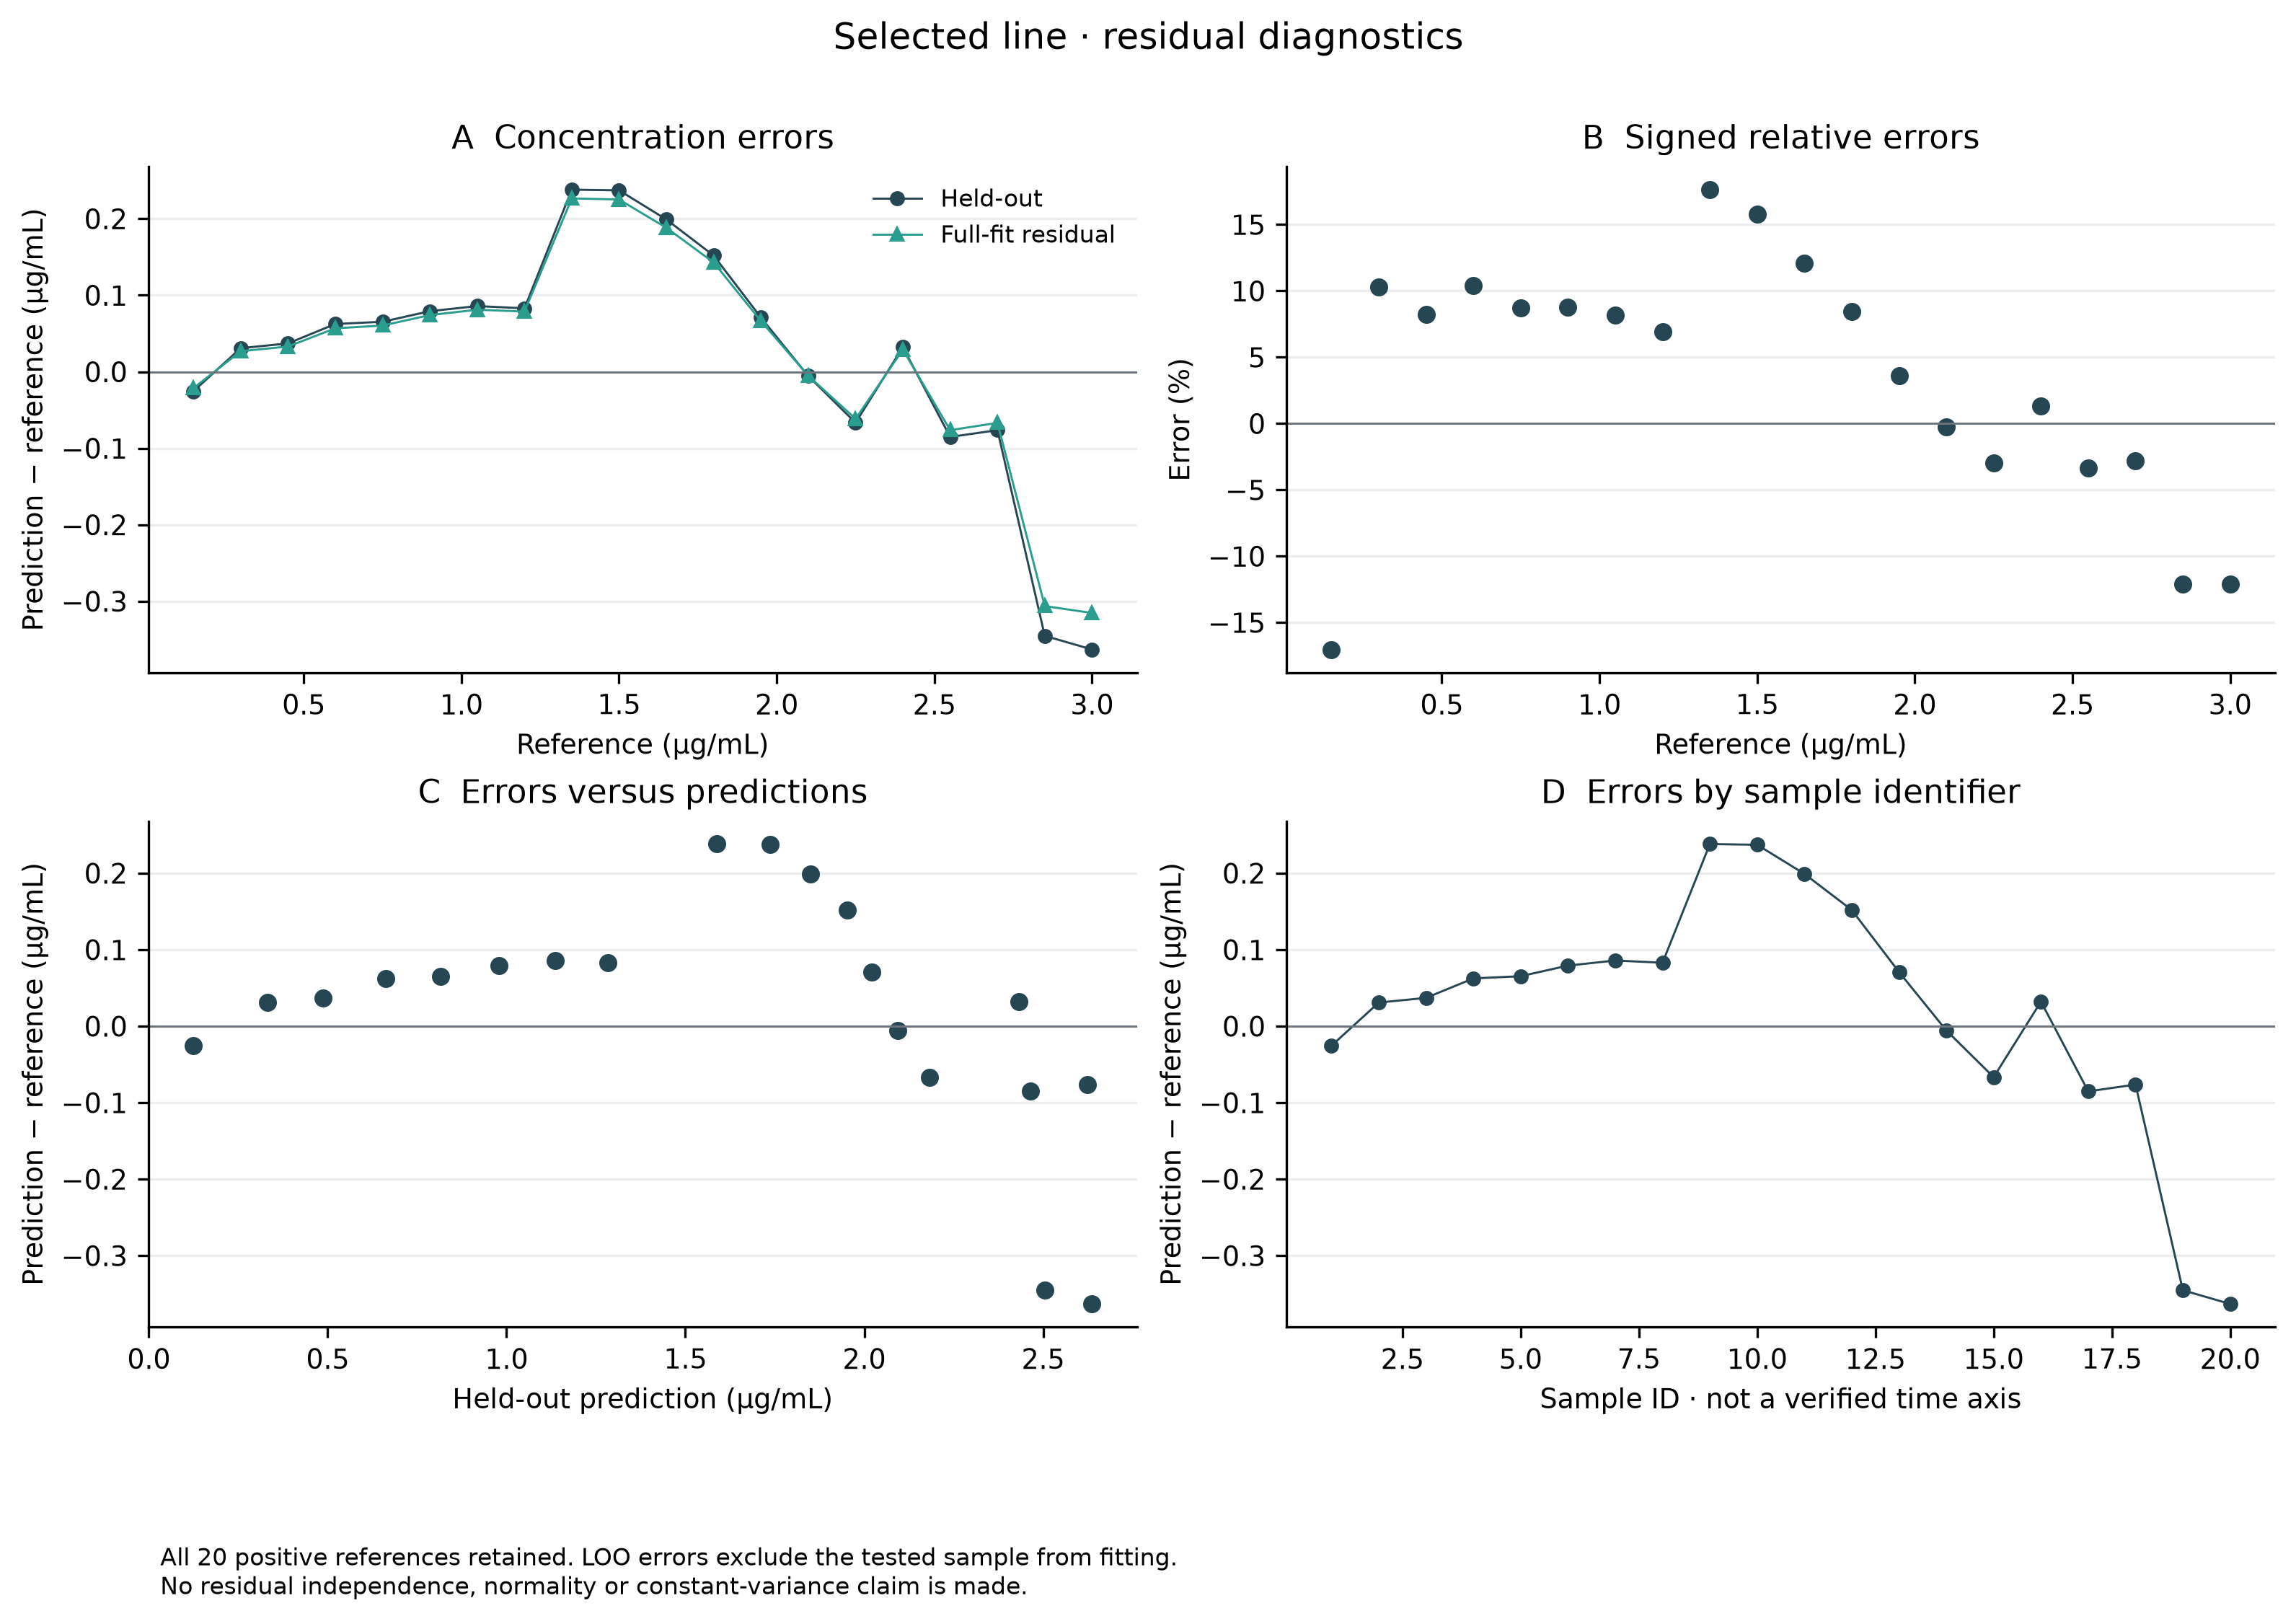 Selected line · residual diagnostics
A  Concentration errors
Prediction − reference (µg/mL)
0.2
0.1
0.0
−0.1
−0.2
−0.3
Held-out
Full-fit residual
0.5 1.0 1.5 2.0 2.5 3.0
Reference (µg/mL)
B  Signed relative errors
Error (%)
15
10
5
0
−5
−10
−15
0.5 1.0 1.5 2.0 2.5 3.0
Reference (µg/mL)
C  Errors versus predictions
Prediction − reference (µg/mL)
0.2
0.1
0.0
−0.1
−0.2
−0.3
0.0 0.5 1.0 1.5 2.0 2.5
Held-out prediction (µg/mL)
D  Errors by sample identifier
Prediction − reference (µg/mL)
0.2
0.1
0.0
−0.1
−0.2
−0.3
2.5 5.0 7.5 10.0 12.5 15.0 17.5 20.0
Sample ID · not a verified time axis
All 20 positive references retained. LOO errors exclude the tested sample from fitting.
No residual independence, normality or constant-variance claim is made.